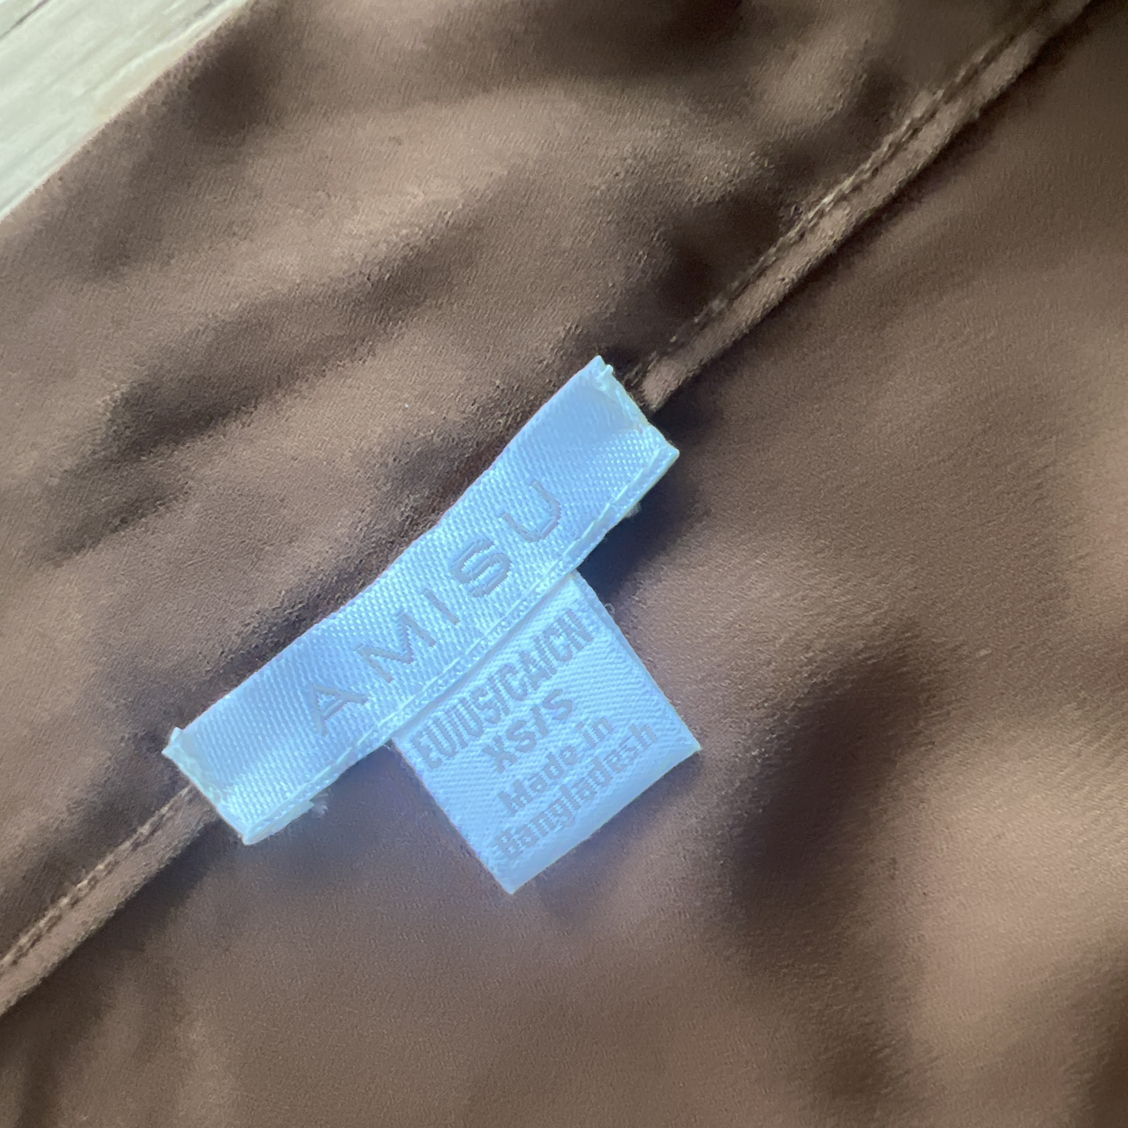 AMISU
EU/US/CA/CN
XS/S
Made in
Bangladesh